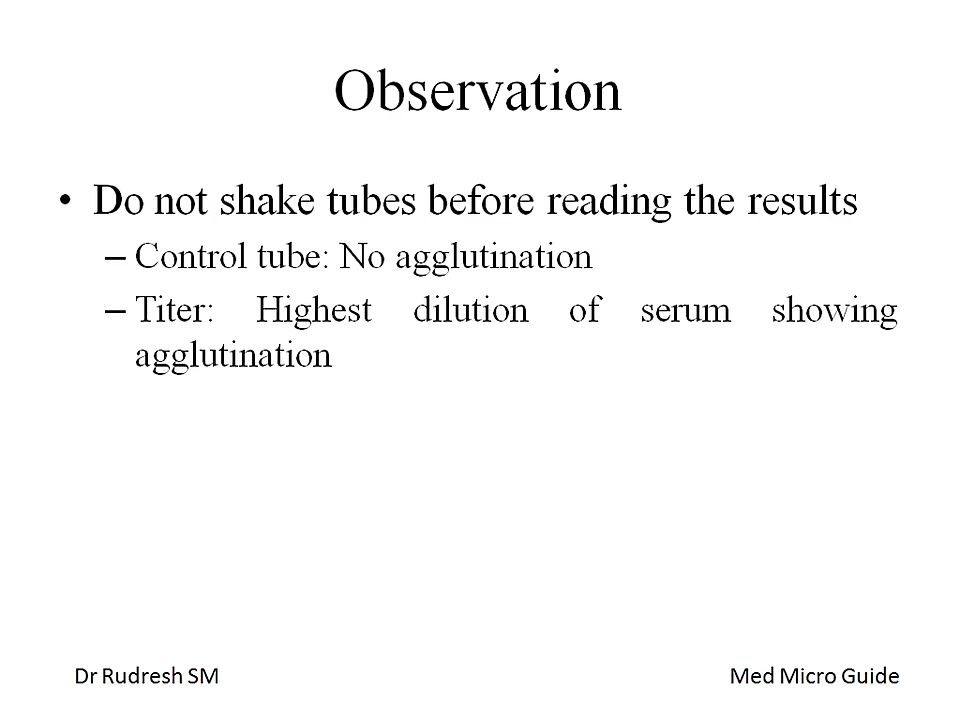 Observation
• Do not shake tubes before reading the results
– Control tube: No agglutination
– Titer: Highest dilution of serum showing
agglutination
Dr Rudresh SM
Med Micro Guide